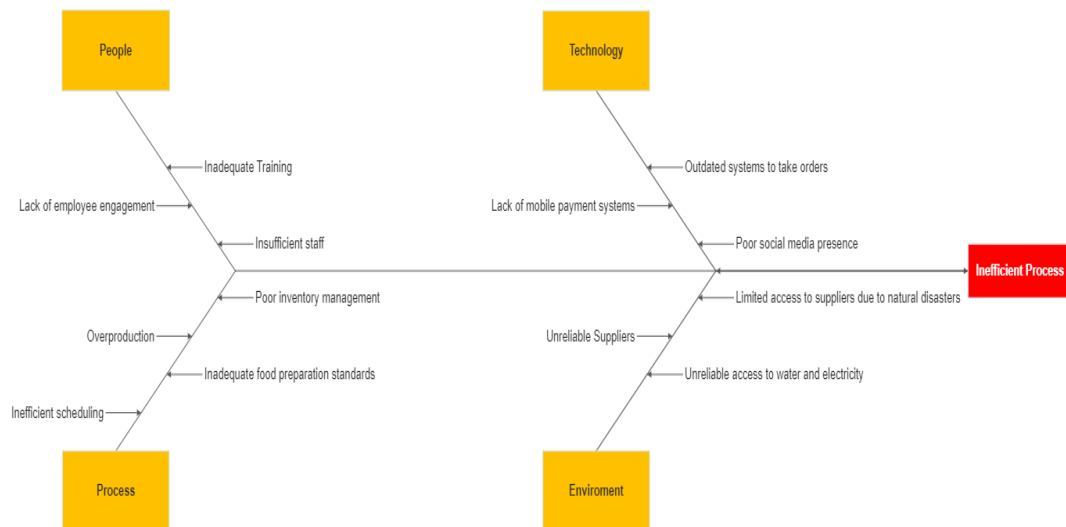 People
Technology
Inadequate Training
Outdated systems to take orders
Lack of employee engagement
Lack of mobile payment systems
Insufficient staff
Poor social media presence
Inefficient Process
Poor inventory management
Limited access to suppliers due to natural disasters
Overproduction
Unreliable Suppliers
Inadequate food preparation standards
Unreliable access to water and electricity
Inefficient scheduling
Process
Enviroment